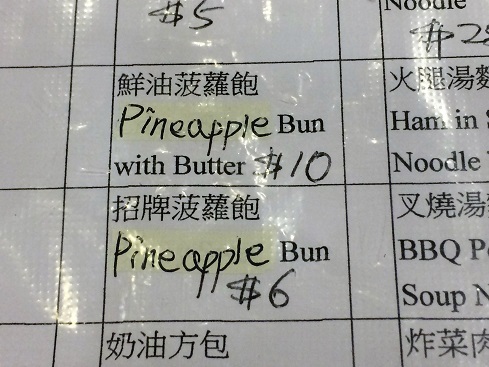 $5
鮮油菠蘿飽
Pineapple Bun
with Butter $10
招牌菠蘿飽
Pineapple Bun
$6
奶油方包
Noodle
火腿湯麵
Ham in
Noodle
叉燒湯
BBQ
Soup
炸菜肉